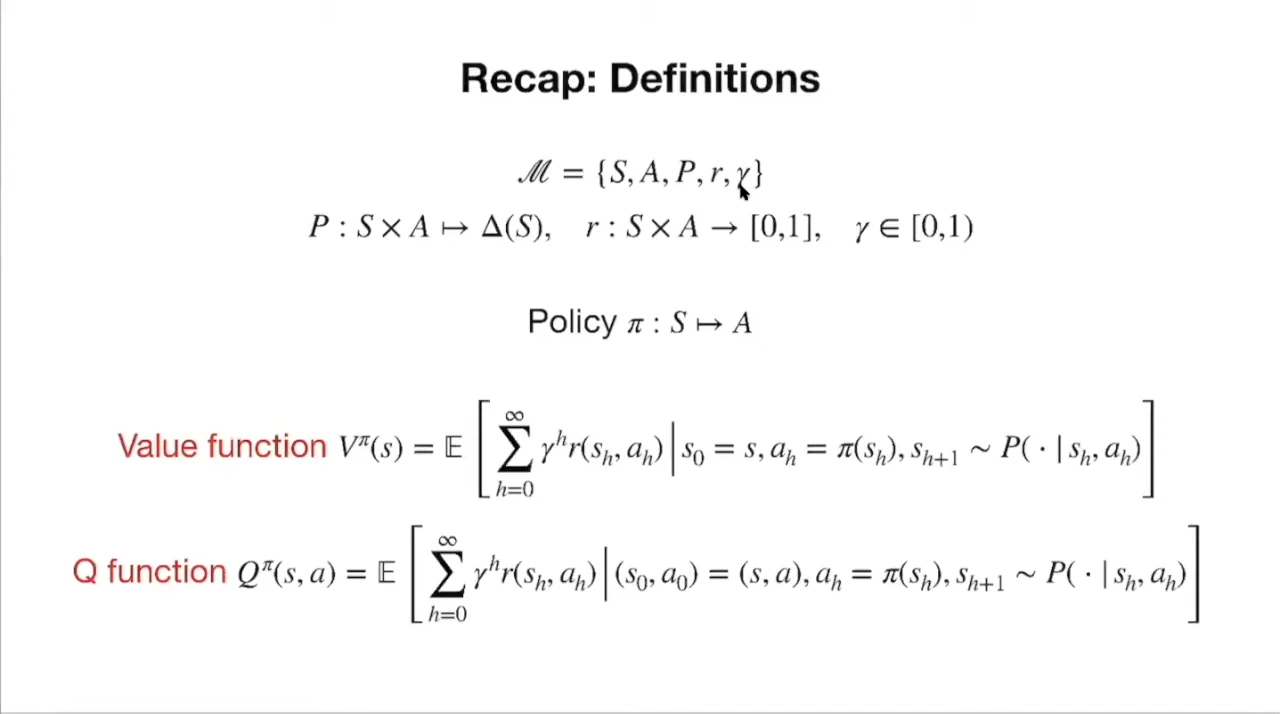 Recap: Definitions
ℳ = {S, A, P, r, γ}
P : S × A ↦ Δ(S), r : S × A → [0,1], γ ∈ [0,1)
Policy π : S ↦ A
Value function V^π(s) = 𝔼 [ ∑_{h=0}^{∞} γ^h r(s_h, a_h) | s_0 = s, a_h = π(s_h), s_{h+1} ∼ P( · | s_h, a_h) ]
Q function Q^π(s, a) = 𝔼 [ ∑_{h=0}^{∞} γ^h r(s_h, a_h) | (s_0, a_0) = (s, a), a_h = π(s_h), s_{h+1} ∼ P( · | s_h, a_h) ]